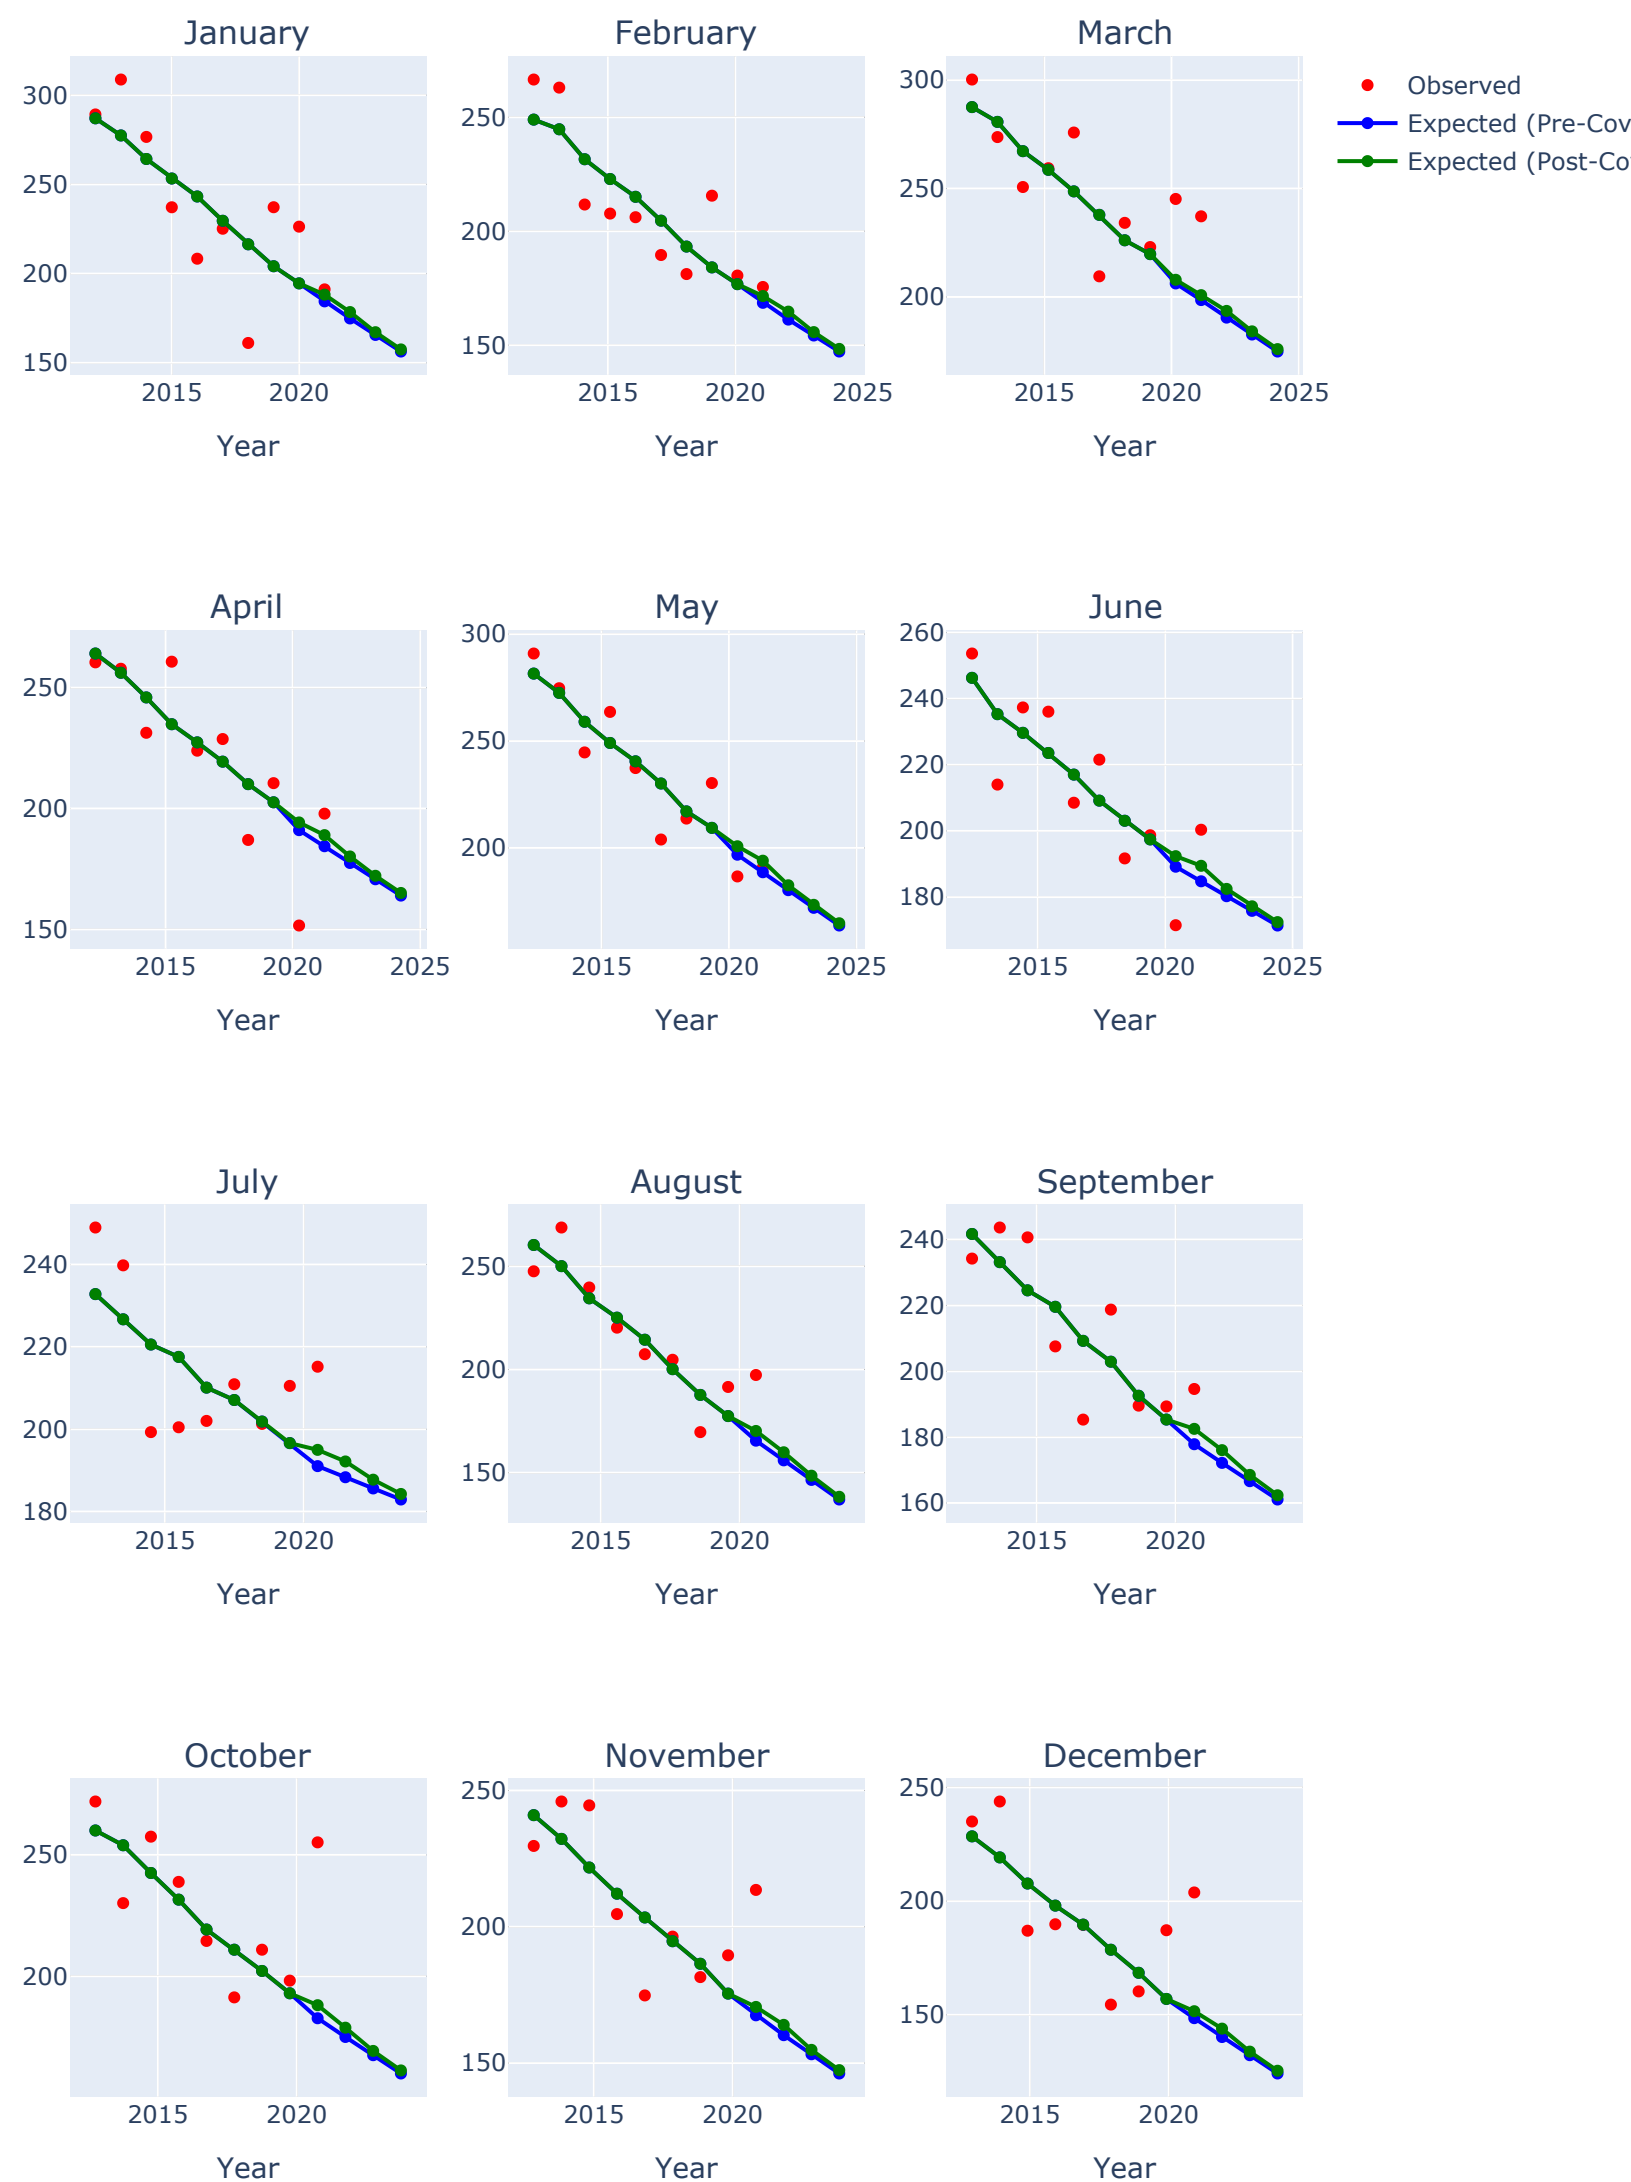 January
February
March
Observed
Expected (Pre-Cov
Expected (Post-Co
300
250
200
150
2015 2020
Year
250
200
150
2015 2020 2025
Year
300
250
200
2015 2020 2025
Year
April
May
June
250
200
150
2015 2020 2025
Year
300
250
200
2015 2020 2025
Year
260
240
220
200
180
2015 2020 2025
Year
July
August
September
240
220
200
180
2015 2020
Year
250
200
150
2015 2020
Year
240
220
200
180
160
2015 2020
Year
October
November
December
250
200
2015 2020
Year
250
200
150
2015 2020
Year
250
200
150
2015 2020
Year